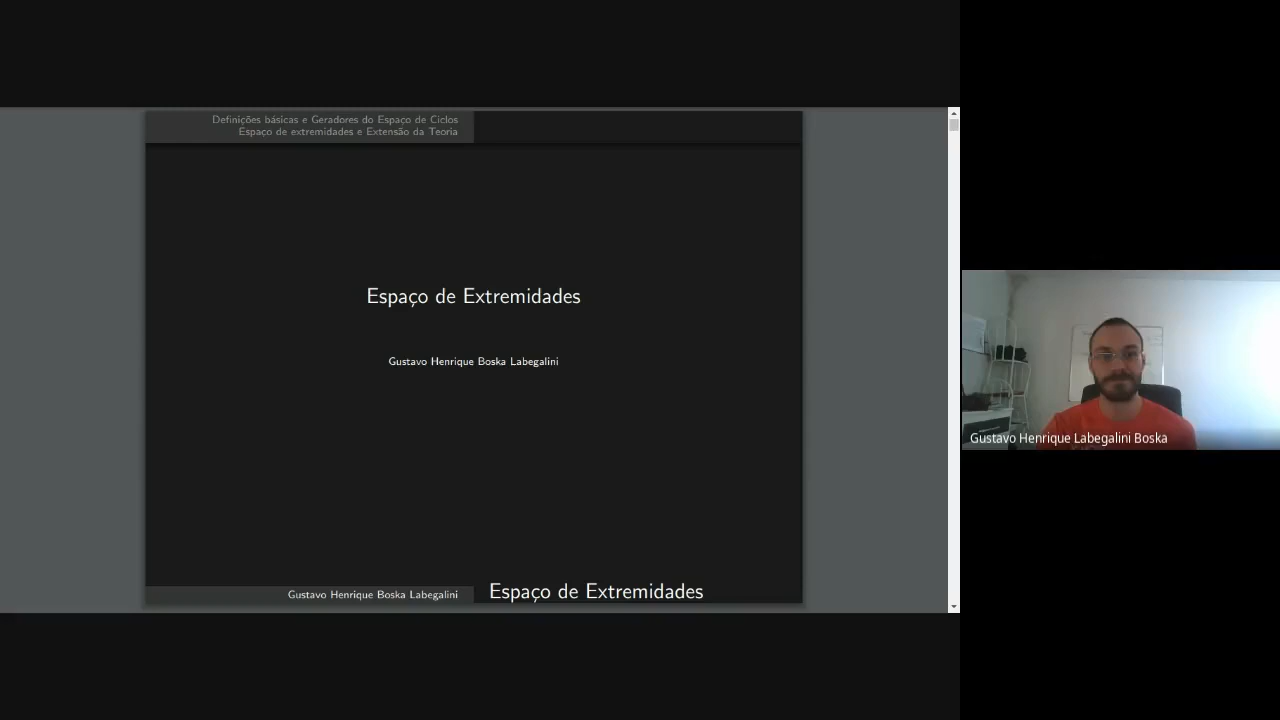 Definições básicas e Geradores do Espaço de Ciclos
Espaço de extremidades e Extensão da Teoria
Espaço de Extremidades
Gustavo Henrique Boska Labegalini
Gustavo Henrique Boska Labegalini
Espaço de Extremidades
Gustavo Henrique Labegalini Boska